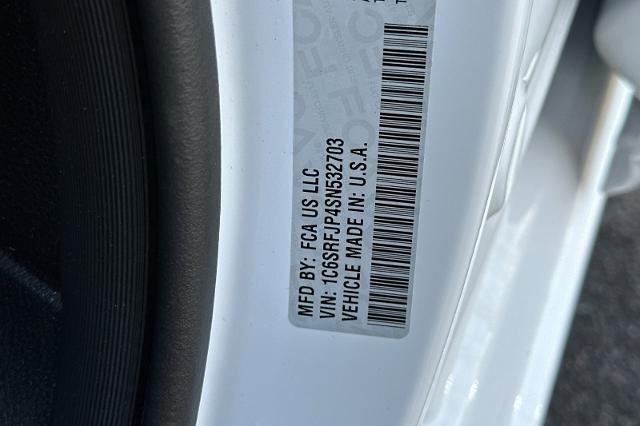 MFD BY: FCA US LLC
VIN: 1C6SRFJP4SN532703
VEHICLE MADE IN: U.S.A.